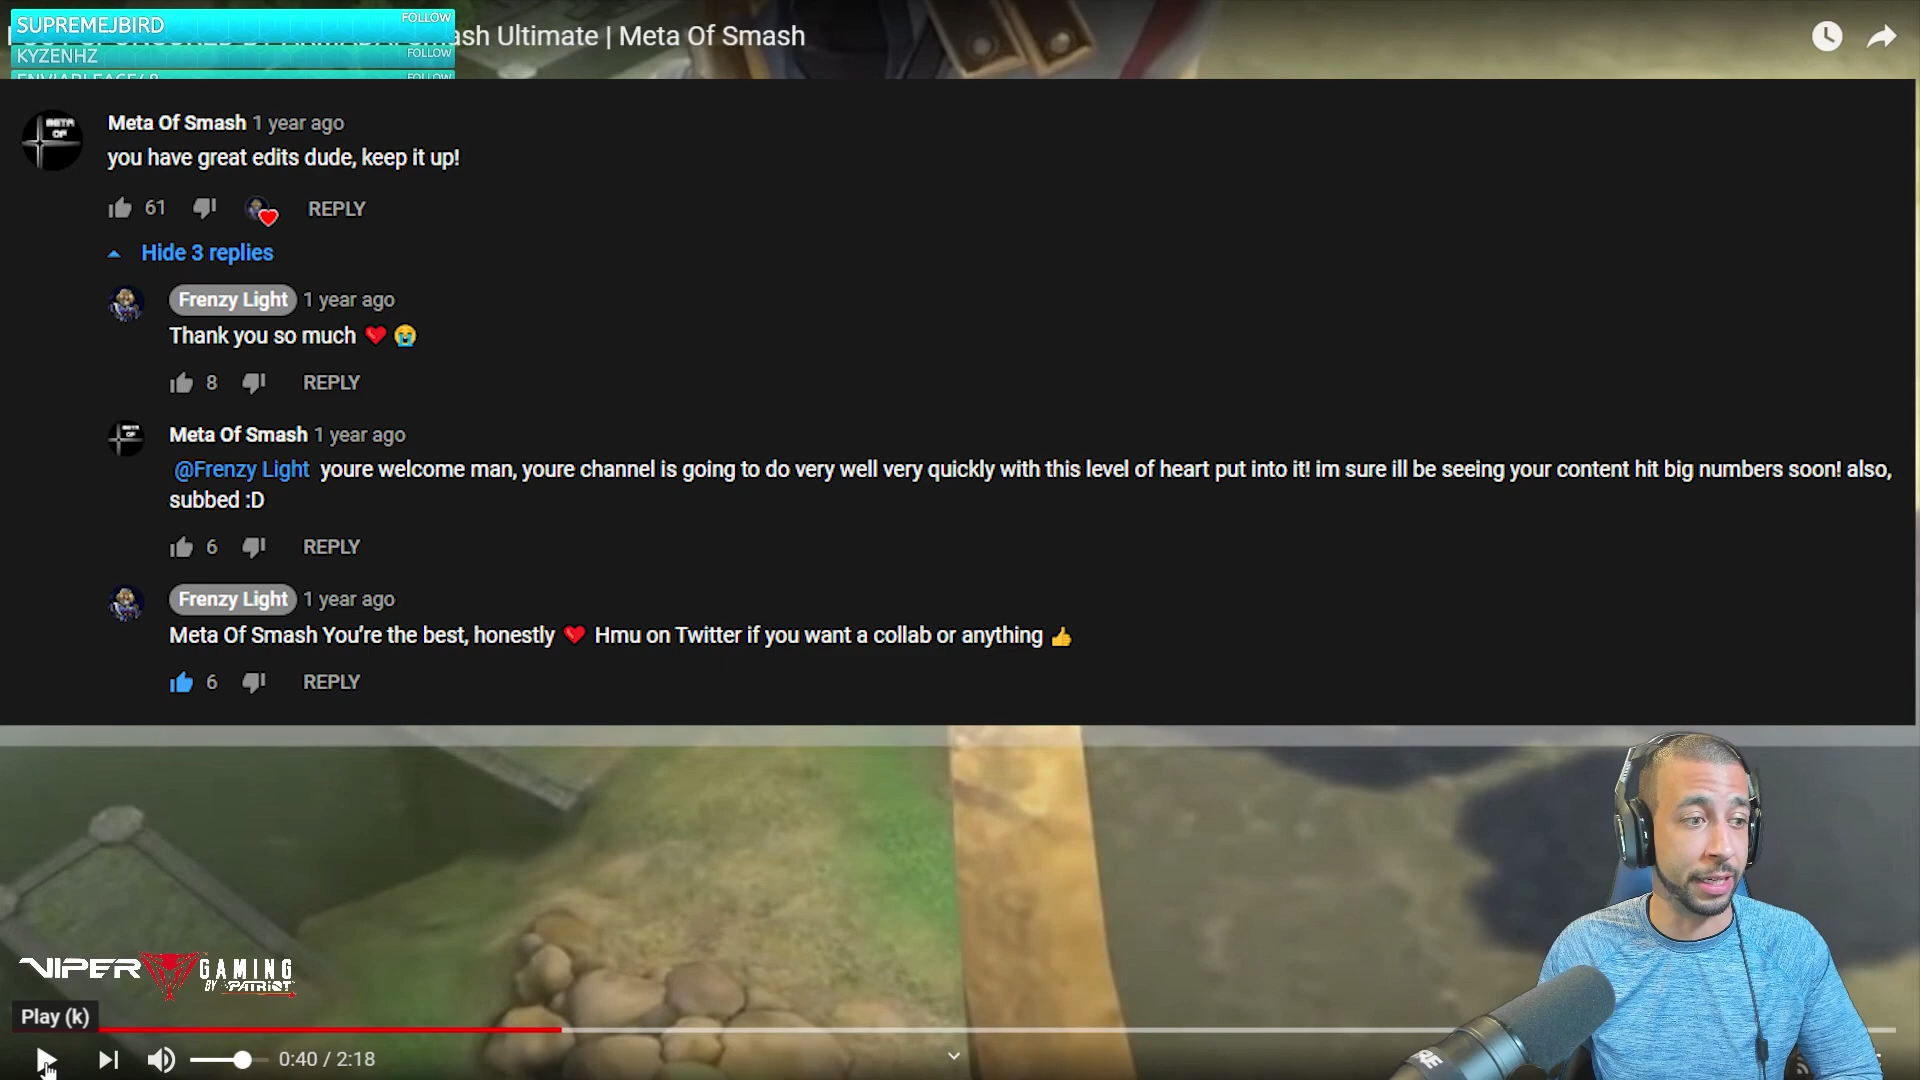 SUPREMEJBIRD FOLLOW
ash Ultimate | Meta Of Smash
KYZENHZ FOLLOW
FOLLOW
META
OF
Meta Of Smash 1 year ago
you have great edits dude, keep it up!
61 REPLY
Hide 3 replies
Frenzy Light 1 year ago
Thank you so much ❤️ 😭
8 REPLY
Meta Of Smash 1 year ago
@Frenzy Light youre welcome man, youre channel is going to do very well very quickly with this level of heart put into it! im sure ill be seeing your content hit big numbers soon! also,
subbed :D
6 REPLY
Frenzy Light 1 year ago
Meta Of Smash You're the best, honestly ❤️ Hmu on Twitter if you want a collab or anything 👍
6 REPLY
VIPER GAMING
BY PATRIOT
Play (k)
0:40 / 2:18